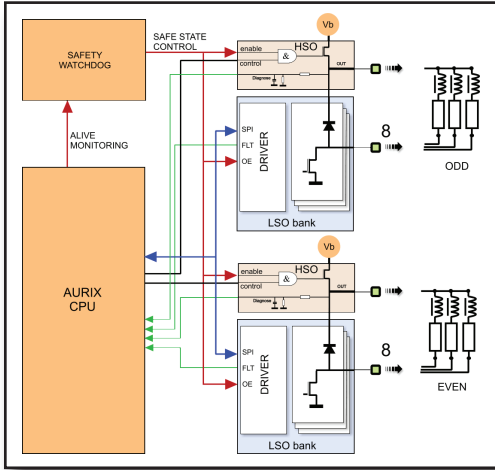 SAFETY
WATCHDOG
SAFE STATE
CONTROL
ALIVE
MONITORING
AURIX
CPU
Vb
HSO
enable
&
control
OUT
Diagnose
SPI
FLT
OE
DRIVER
LSO bank
8
ODD
Vb
HSO
enable
&
control
OUT
Diagnose
SPI
FLT
OE
DRIVER
LSO bank
8
EVEN